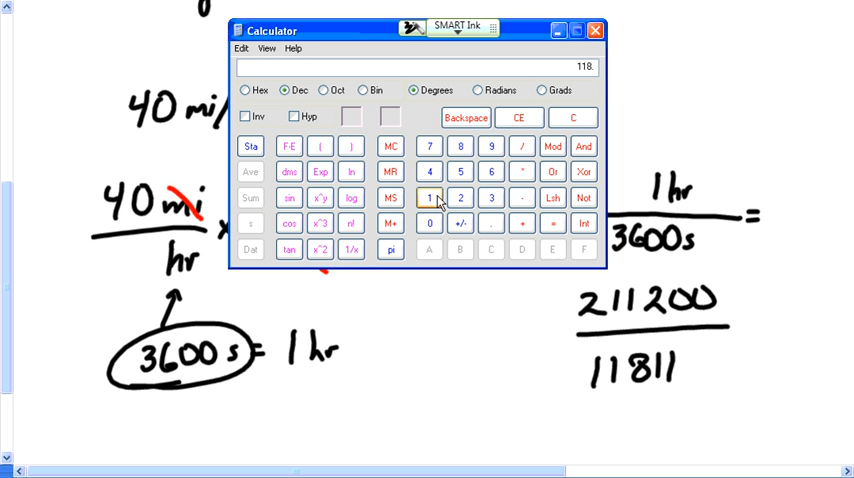 Calculator
SMART Ink
Edit View Help
118.
Hex Dec Oct Bin Degrees Radians Grads
Inv Hyp Backspace CE C
Sta F-E ( ) MC 7 8 9 / Mod And
Ave dms Exp ln MR 4 5 6 * Or Xor
Sum sin x^y log MS 1 2 3 - Lsh Not
s cos x^3 n! M+ 0 +/- . + = Int
Dat tan x^2 1/x pi A B C D E F
40 mi/
40 mi
hr
3600 s = 1 hr
1 hr
=
3600s
211200
11811